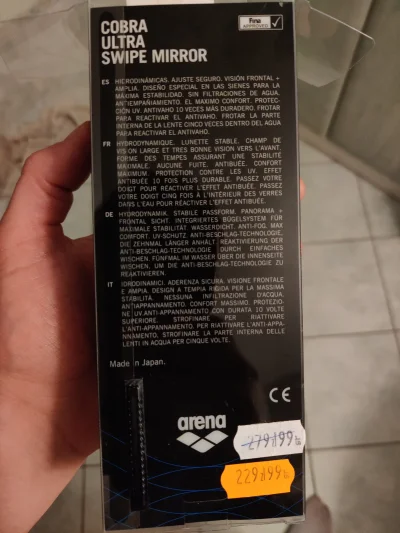 COBRA
ULTRA
SWIPE MIRROR
Fina
APPROVED
ES HIDRODINÁMICAS. AJUSTE SEGURO. VISIÓN FRONTAL +
AMPLIA. DISEÑO ESPECIAL EN LAS SIENES PARA LA
MÁXIMA ESTABILIDAD. SIN FILTRACIONES DE AGUA.
ANTIEMPAÑIAMIENTO. EL MAXIMO CONFORT. PROTEC-
CIÓN UV. ANTIVAHO 10 VECES MÁS DURADERO. FROTAR
PARA REACTIVAR EL ANTIVAHO. FROTAR LA PARTE
INTERNA DE LA LENTE CINCO VECES DENTRO DEL AGUA
PARA REACTIVAR EL ANTIVAHO.
FR HYDRODYNAMIQUE. LUNETTE STABLE. CHAMP DE
VISION LARGE ET TRES BONNE VISION VERS L'AVANT.
FORME DES TEMPES ASSURANT UNE STABILITÉ
MAXIMALE. AUCUNE FUITE. ANTIBUÉE. CONFORT
MAXIMUM. PROTECTION CONTRE LES UV. EFFET
ANTIBUÉE 10 FOIS PLUS DURABLE. PASSEZ VOTRE
DOIGT POUR RÉACTIVER L'EFFET ANTIBUÉE. PASSEZ
VOTRE DOIGT CINQ FOIS À L'INTÉRIEUR DES VERRES
DANS L'EAU POUR RÉACTIVER L'EFFET ANTIBUÉE.
DE HYDRODYNAMIK. STABILE PASSFORM. PANORAMA +
FRONTAL SICHT. INTEGRIERTES BÜGELSYSTEM FÜR
MAXIMALE STABILITÄT. WASSERDICHT. ANTI-FOG. MAX
COMFORT. UV-SCHUTZ. ANTI-BESCHLAG-TECHNOLOGIE,
DIE ZEHNMAL LÄNGER ANHÄLT. REAKTIVIERUNG DER
ANTI-BESCHLAG-TECHNOLOGIE DURCH EINFACHES
WISCHEN. FÜNFMAL IM WASSER ÜBER DIE INNENSEITE
WISCHEN, UM DIE ANTI-BESCHLAG-TECHNOLOGIE ZU
REAKTIVIEREN.
IT IDRODINAMICI. ADERENZA SICURA. VISIONE FRONTALE
E AMPIA. DESIGN A TEMPIA RIGIDA PER LA MASSIMA
STABILITÀ. NESSUNA INFILTRAZIONE D'ACQUA.
ANTIAPPANNAMENTO. CONFORT MASSIMO. PROTEZIO-
NE UV. ANTI-APPANNAMENTO CON DURATA 10 VOLTE
SUPERIORE. STROFINARE PER RIATTIVARE
L'ANTI-APPANNAMENTO. PER RIATTIVARE L'ANTI-APPA-
NNAMENTO, STROFINARE LA PARTE INTERNA DELLE
LENTI IN ACQUA PER CINQUE VOLTE.
Made in Japan.
CE
arena
279,99
229,99